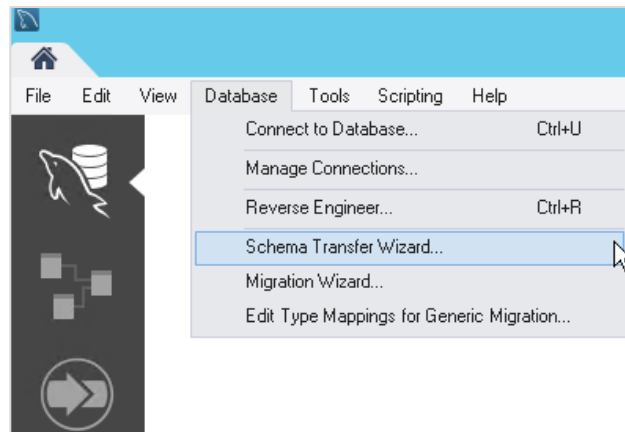 File Edit View Database Tools Scripting Help
Connect to Database... Ctrl+U
Manage Connections...
Reverse Engineer... Ctrl+R
Schema Transfer Wizard...
Migration Wizard...
Edit Type Mappings for Generic Migration...